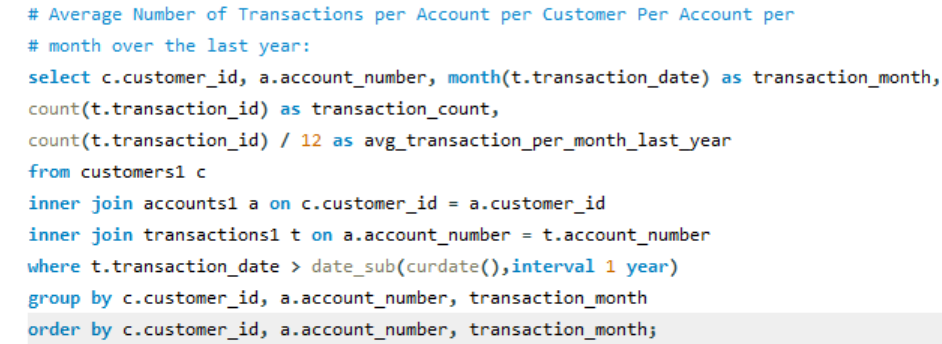 # Average Number of Transactions per Account per Customer Per Account per
# month over the last year:
select c.customer_id, a.account_number, month(t.transaction_date) as transaction_month,
count(t.transaction_id) as transaction_count,
count(t.transaction_id) / 12 as avg_transaction_per_month_last_year
from customers1 c
inner join accounts1 a on c.customer_id = a.customer_id
inner join transactions1 t on a.account_number = t.account_number
where t.transaction_date > date_sub(curdate(),interval 1 year)
group by c.customer_id, a.account_number, transaction_month
order by c.customer_id, a.account_number, transaction_month;